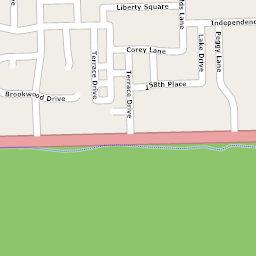 Liberty Square
Independenc
Corey Lane
Lake Drive
Peggy Lane
Terrace Drive
Terrace Drive
158th Place
Brookwood Drive